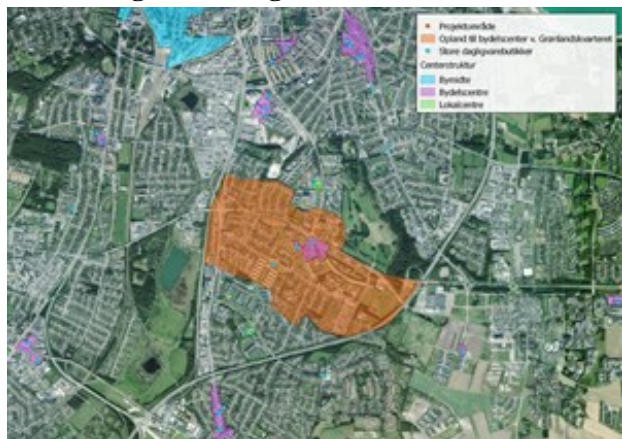 Projektområde
Opland til bydelscenter v. Grønlandskvarteret
Store dagligvarebutikker
Centerstruktur
Bymidte
Bydelscentre
Lokalcentre